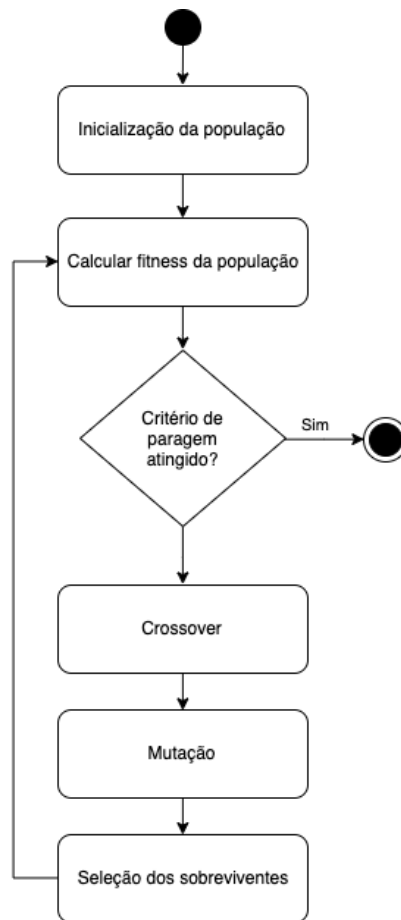 Inicialização da população
Calcular fitness da população
Critério de
paragem
atingido?
Sim
Crossover
Mutação
Seleção dos sobreviventes